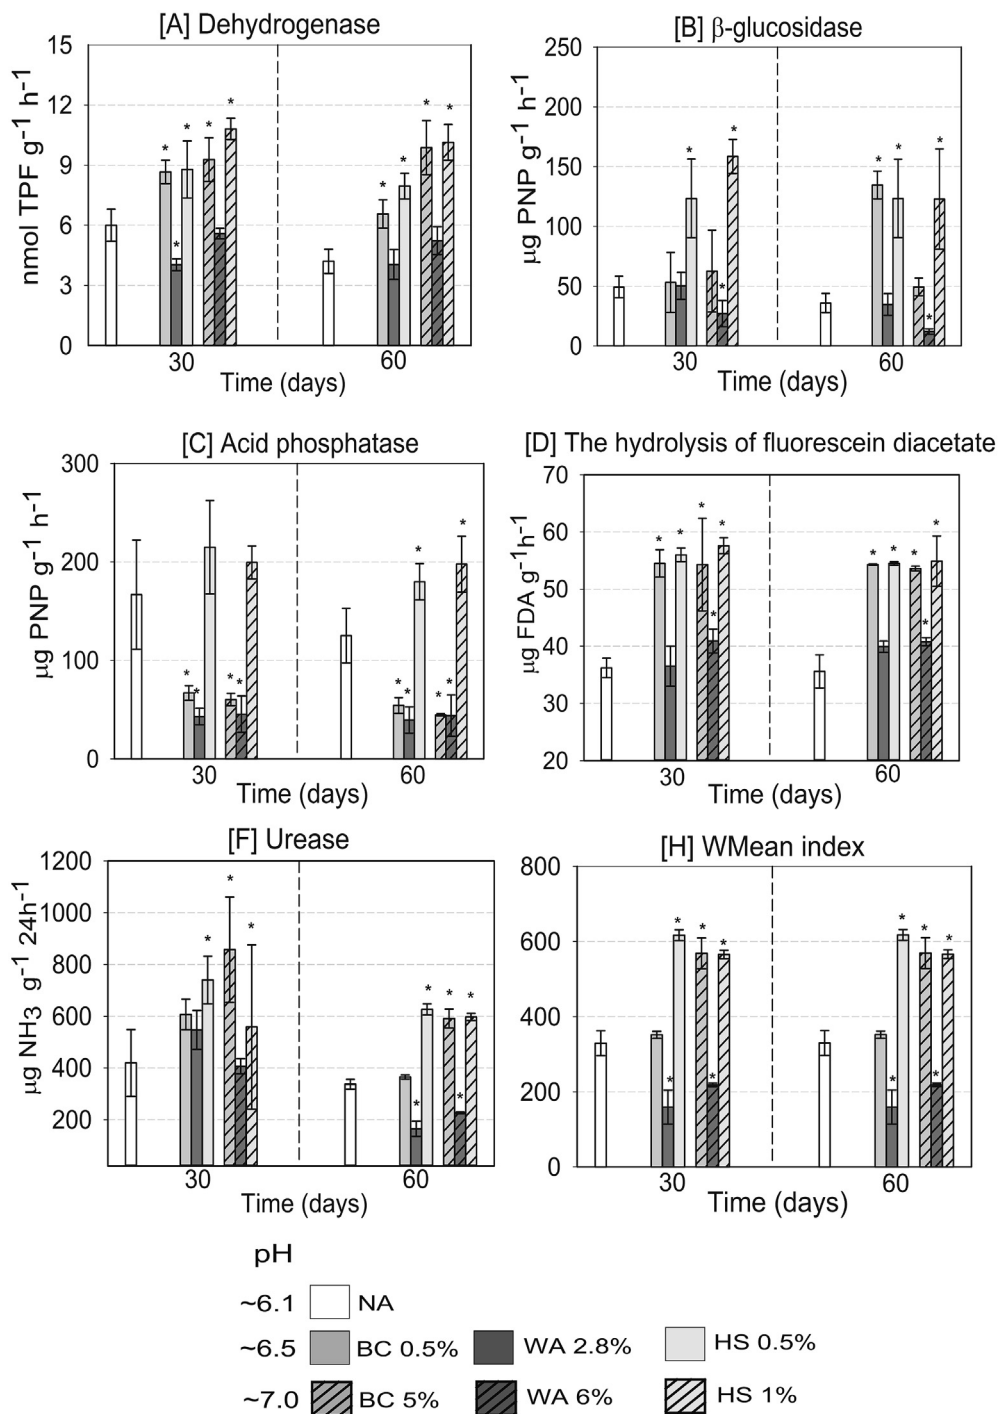 [A] Dehydrogenase
nmol TPF g⁻¹ h⁻¹
15
12
9
6
3
0
* * * * *
* * * *
30 60
Time (days)
[B] β-glucosidase
µg PNP g⁻¹ h⁻¹
250
200
150
100
50
0
* * *
* * * *
30 60
Time (days)
[C] Acid phosphatase
µg PNP g⁻¹ h⁻¹
300
200
100
0
* * * *
* * * * * *
30 60
Time (days)
[D] The hydrolysis of fluorescein diacetate
µg FDA g⁻¹h⁻¹
70
60
50
40
30
20
* * * * *
* * * * *
30 60
Time (days)
[F] Urease
µg NH₃ g⁻¹ 24h⁻¹
1200
1000
800
600
400
200
* * *
* * * * *
30 60
Time (days)
[H] WMean index
800
600
400
200
0
* * * * *
* * * * *
30 60
Time (days)
pH
~6.1 NA
~6.5 BC 0.5% WA 2.8% HS 0.5%
~7.0 BC 5% WA 6% HS 1%